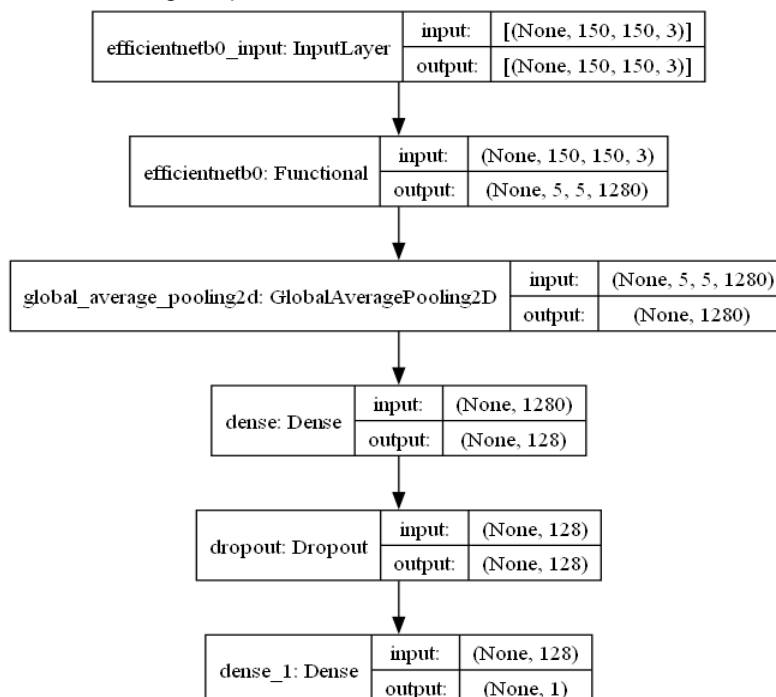 efficientnetb0_input: InputLayer
input: [(None, 150, 150, 3)]
output: [(None, 150, 150, 3)]
efficientnetb0: Functional
input: (None, 150, 150, 3)
output: (None, 5, 5, 1280)
global_average_pooling2d: GlobalAveragePooling2D
input: (None, 5, 5, 1280)
output: (None, 1280)
dense: Dense
input: (None, 1280)
output: (None, 128)
dropout: Dropout
input: (None, 128)
output: (None, 128)
dense_1: Dense
input: (None, 128)
output: (None, 1)